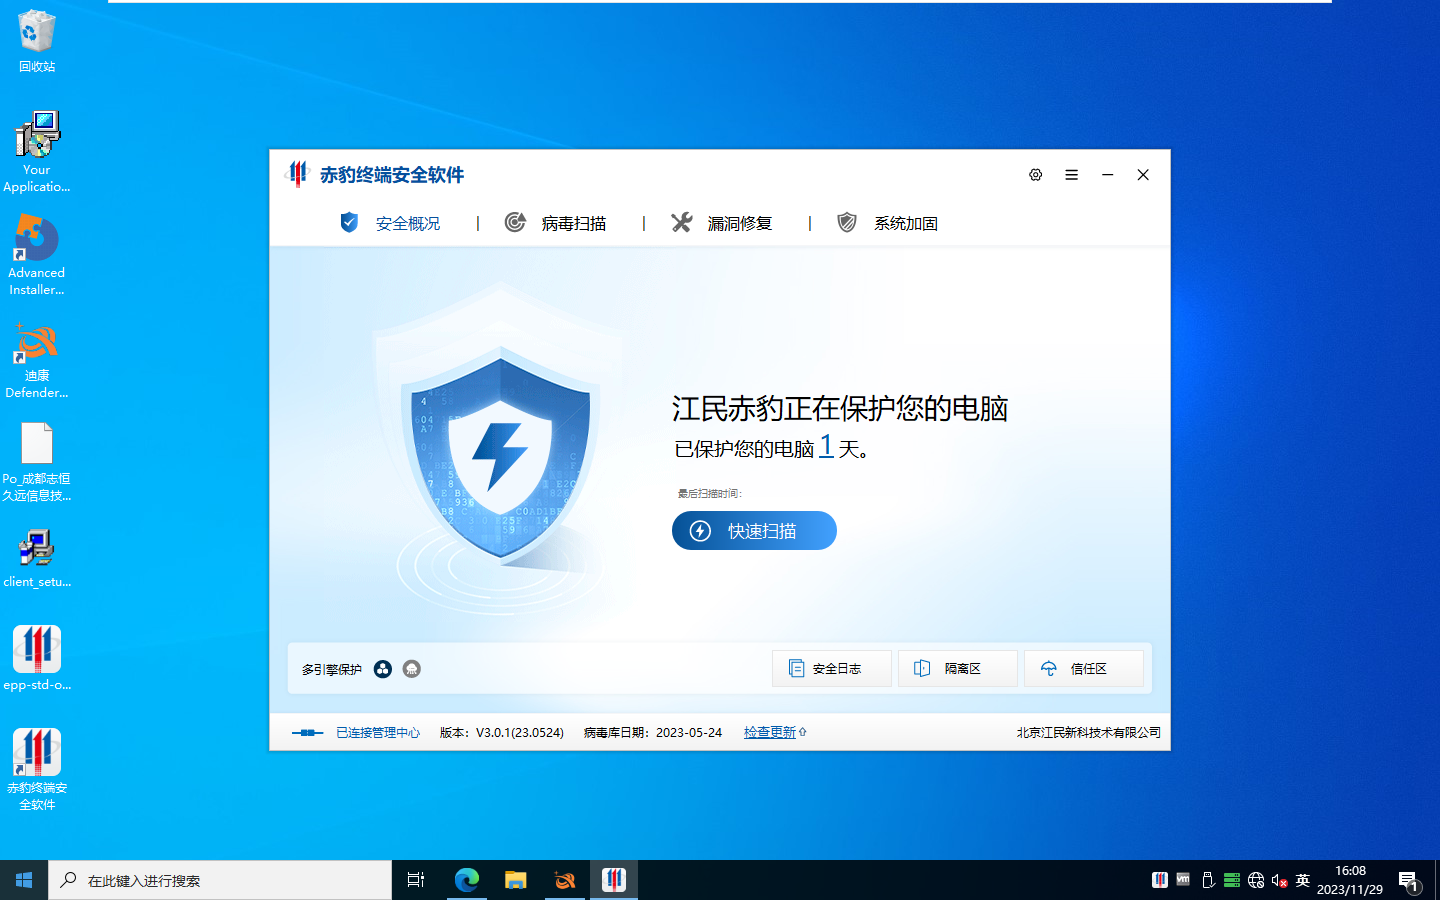 回收站
Your
Applicatio...
Advanced
Installer...
迪康
Defender...
Po_成都志恒
久远信息技...
client_setu...
epp-std-o...
赤豹终端安
全软件
赤豹终端安全软件
安全概况
病毒扫描
漏洞修复
系统加固
江民赤豹正在保护您的电脑
已保护您的电脑 1 天。
最后扫描时间：
快速扫描
多引擎保护
安全日志
隔离区
信任区
已连接管理中心
版本：V3.0.1(23.0524)
病毒库日期：2023-05-24
检查更新
北京江民新科技术有限公司
在此键入进行搜索
vm
英
16:08
2023/11/29
1